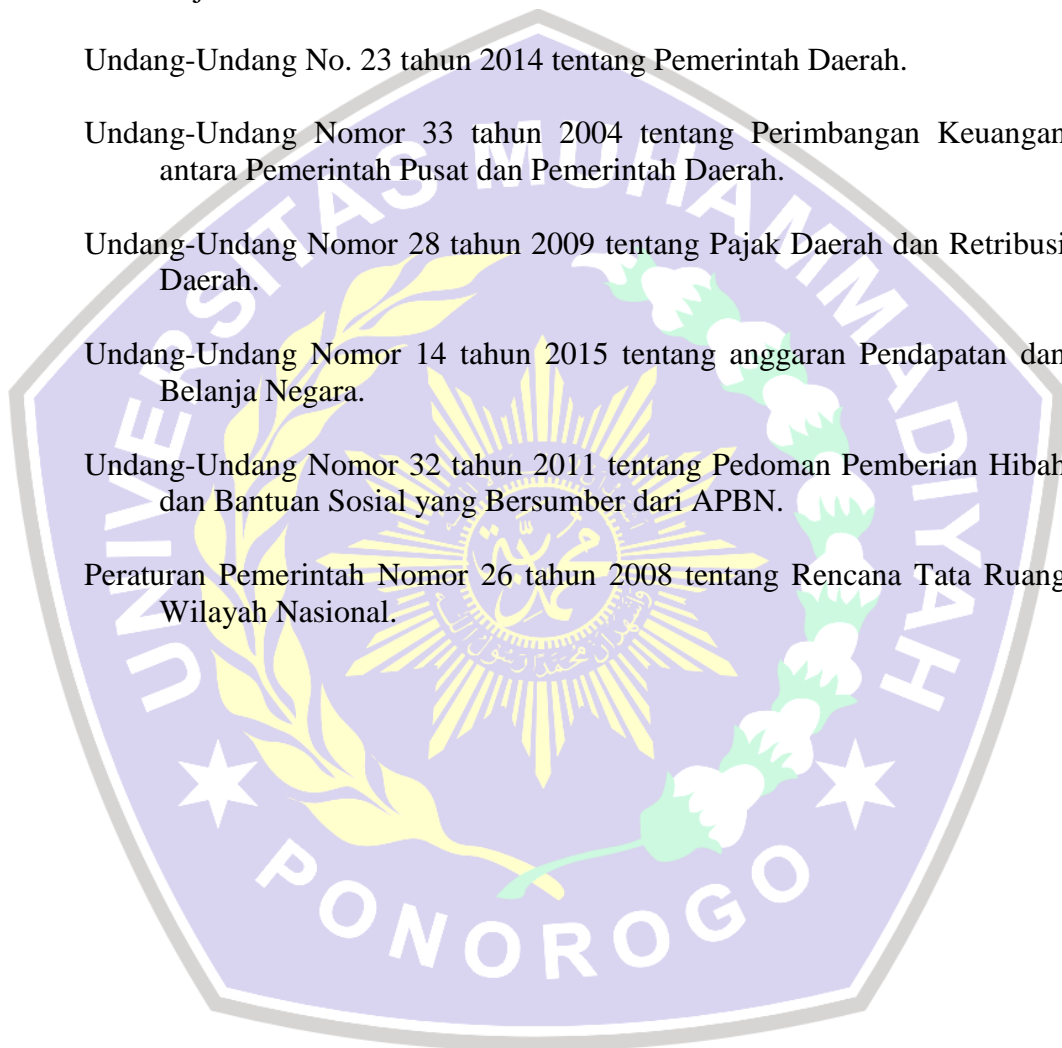 Undang-Undang No. 23 tahun 2014 tentang Pemerintah Daerah.
Undang-Undang Nomor 33 tahun 2004 tentang Perimbangan Keuangan
antara Pemerintah Pusat dan Pemerintah Daerah.
Undang-Undang Nomor 28 tahun 2009 tentang Pajak Daerah dan Retribusi
Daerah.
Undang-Undang Nomor 14 tahun 2015 tentang anggaran Pendapatan dan
Belanja Negara.
Undang-Undang Nomor 32 tahun 2011 tentang Pedoman Pemberian Hibah
dan Bantuan Sosial yang Bersumber dari APBN.
Peraturan Pemerintah Nomor 26 tahun 2008 tentang Rencana Tata Ruang
Wilayah Nasional.
UNIVERSITAS MUHAMMADIYAH
محمدية
PONOROGO